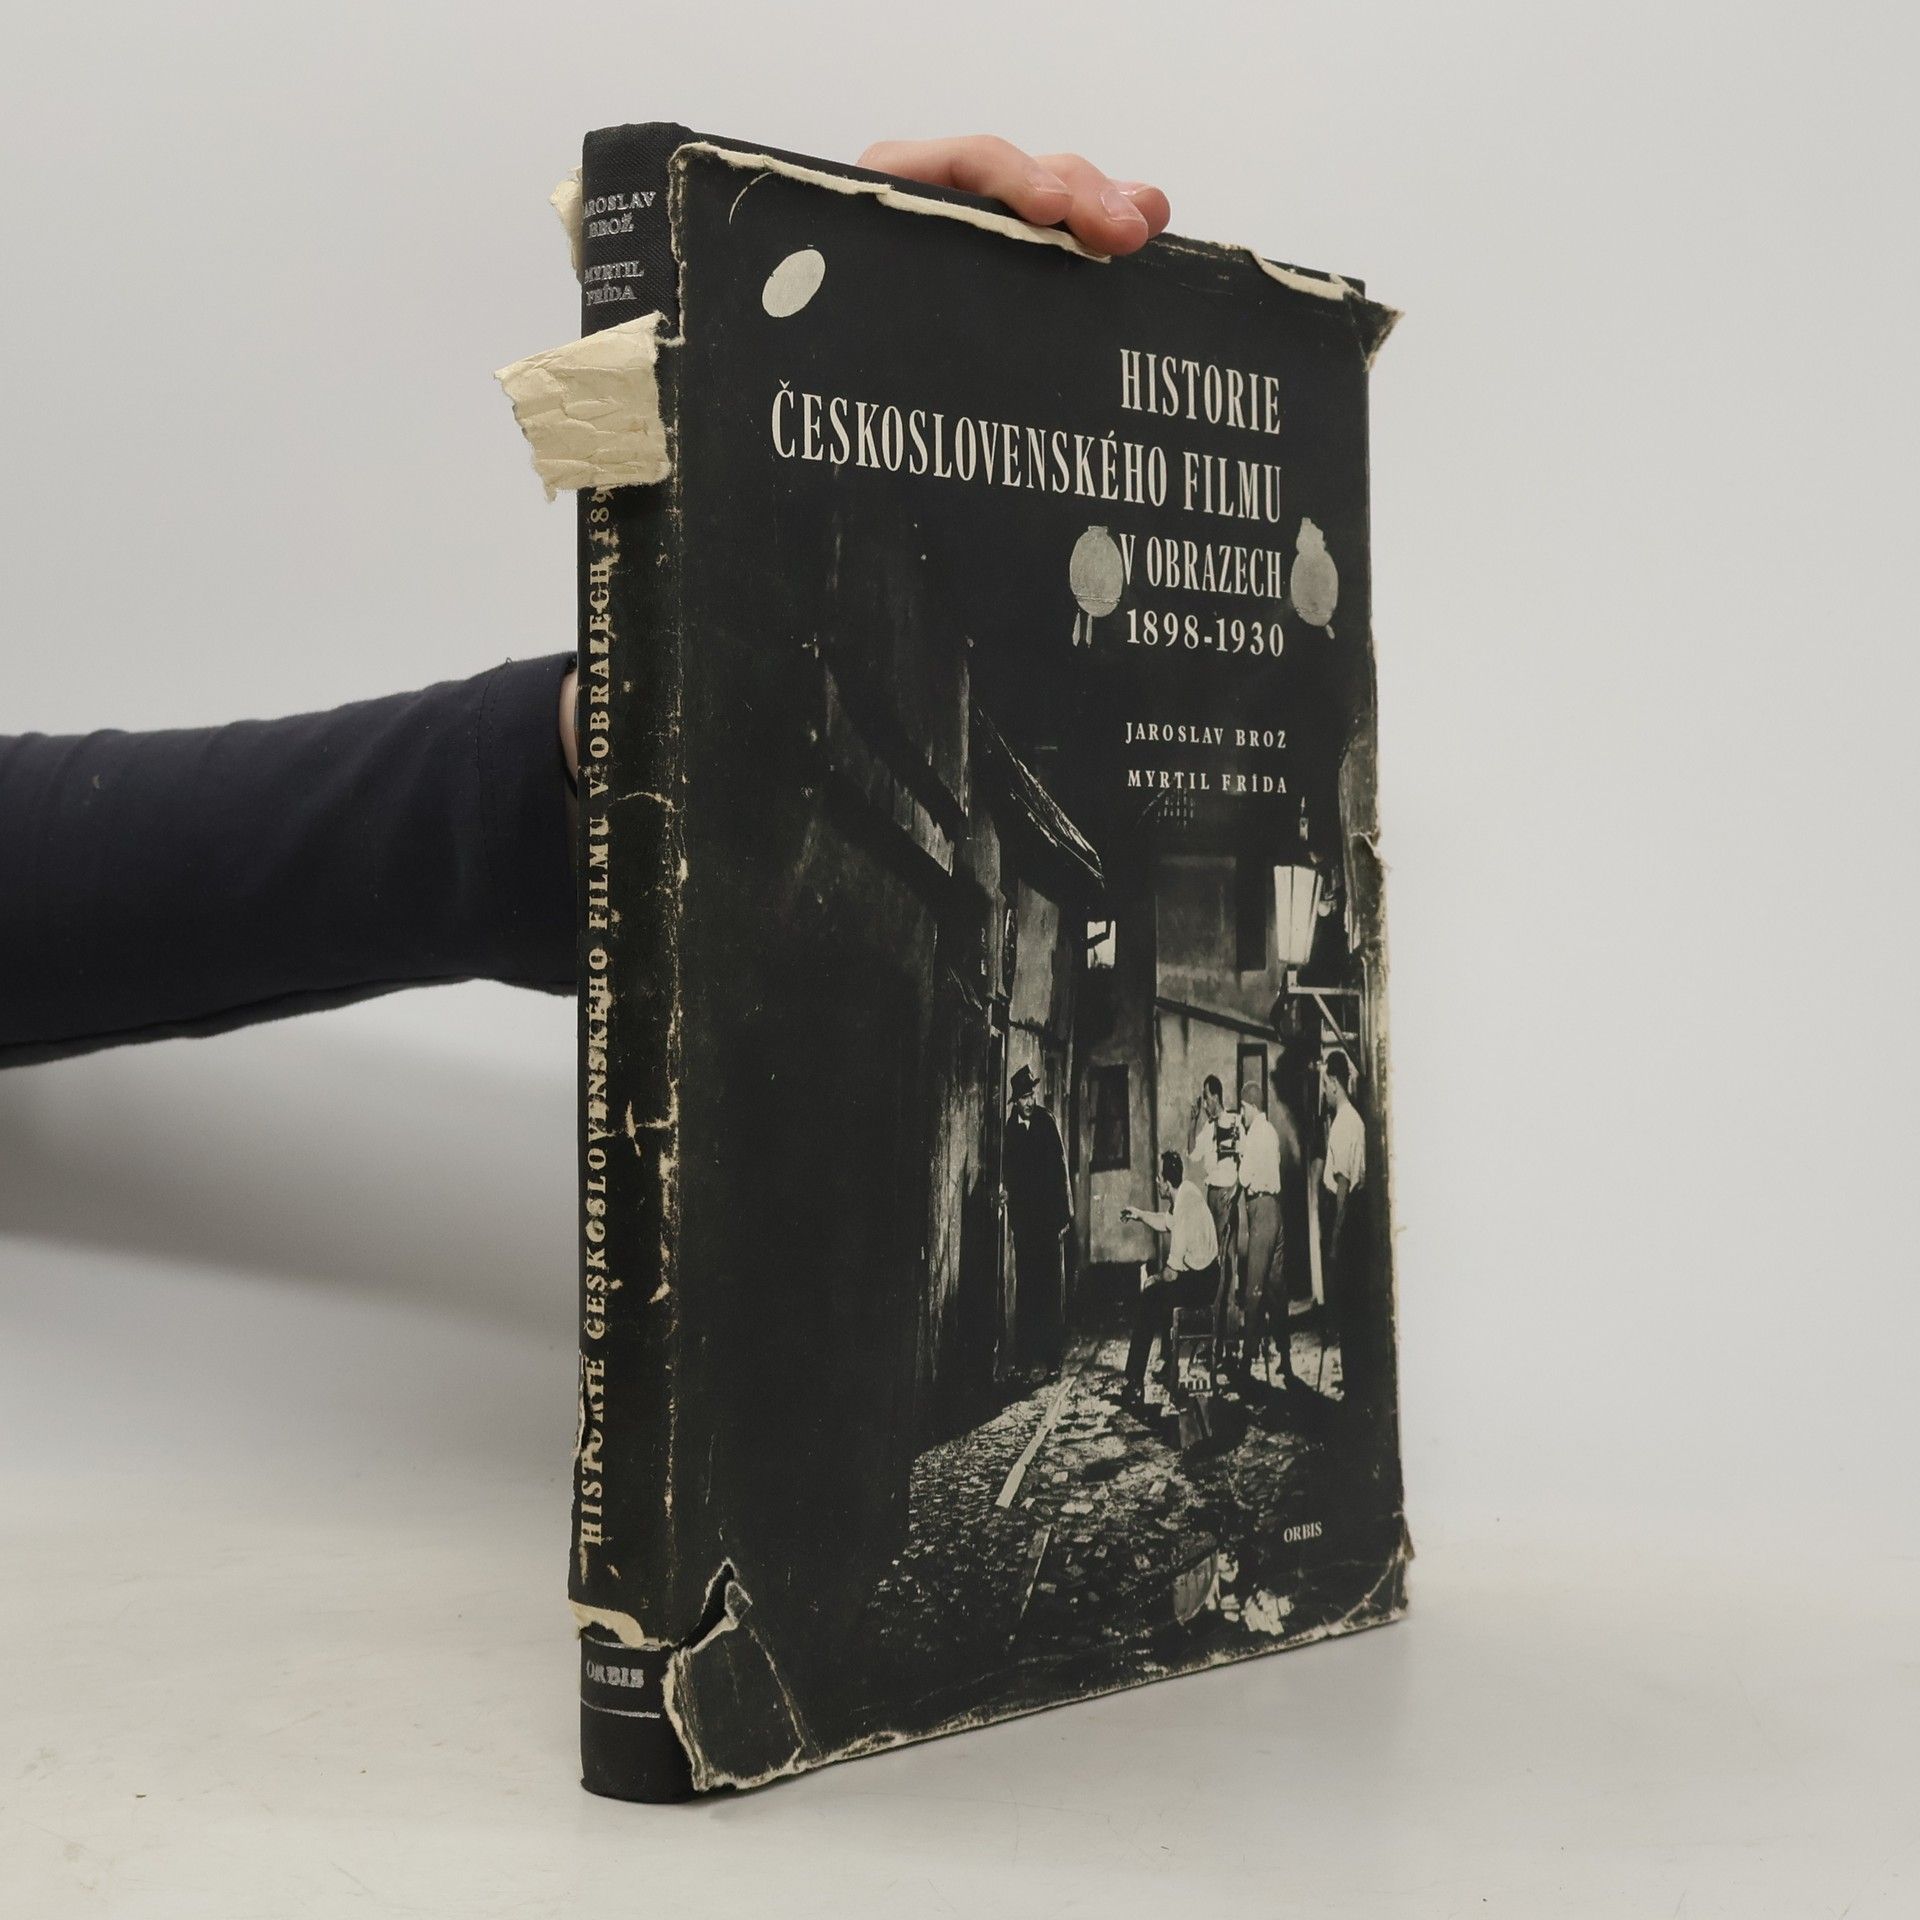 JAROSLAV
BROŽ
MYRTIL
FRÍDA
HISTORIE ČESKOSLOVENSKÉHO FILMU V OBRAZECH 189
ORBIS
HISTORIE
ČESKOSLOVENSKÉHO FILMU
V OBRAZECH
1898-1930
JAROSLAV BROŽ
MYRTIL FRÍDA
ORBIS